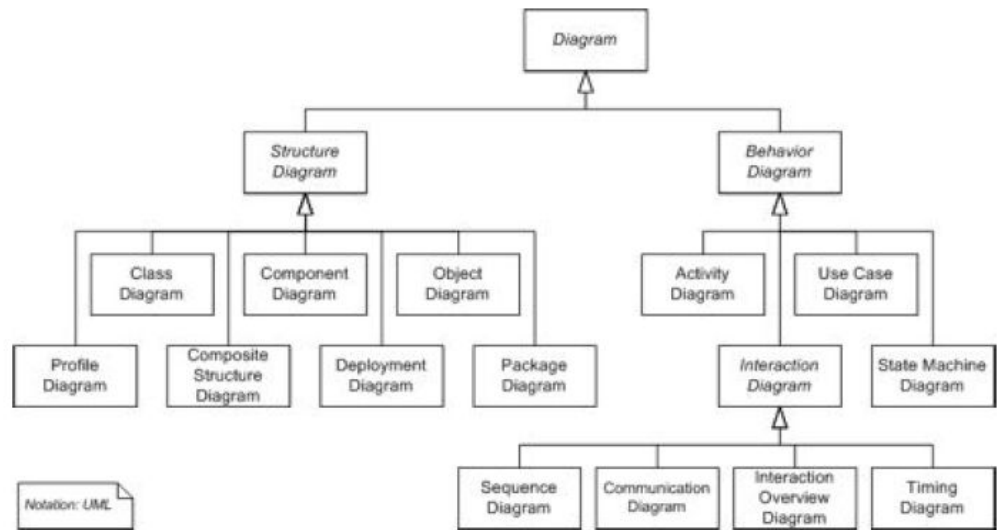 Diagram
Structure
Diagram
Behavior
Diagram
Class
Diagram
Component
Diagram
Object
Diagram
Activity
Diagram
Use Case
Diagram
Profile
Diagram
Composite
Structure
Diagram
Deployment
Diagram
Package
Diagram
Interaction
Diagram
State Machine
Diagram
Sequence
Diagram
Communication
Diagram
Interaction
Overview
Diagram
Timing
Diagram
Notation: UML